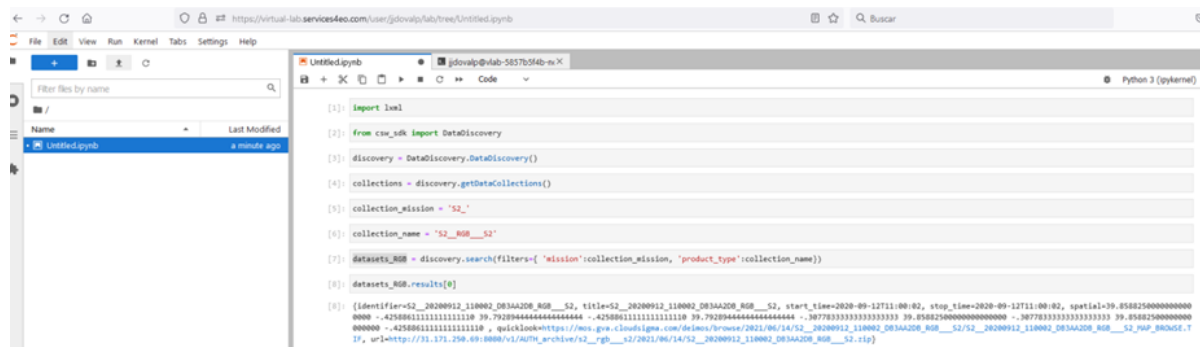 https://virtual-lab.services4eo.com/user/jjdovalp/lab/tree/Untitled.ipynb
Buscar
File Edit View Run Kernel Tabs Settings Help
Untitled.ipynb
jjdovalp@vlab-5857b5f4b-
Filter files by name
Code
Python 3 (ipykernel)
/
Name
Last Modified
Untitled.ipynb
a minute ago
[1]: import lxml
[2]: from csw_sdk import DataDiscovery
[3]: discovery = DataDiscovery.DataDiscovery()
[4]: collections = discovery.getDataCollections()
[5]: collection_mission = 'S2_'
[6]: collection_name = 'S2__RGB___S2'
[7]: datasets_RGB = discovery.search(filters={ 'mission':collection_mission, 'product_type':collection_name})
[8]: datasets_RGB.results[0]
[8]: {identifier=S2__20200912_110002_DB3AA2DB_RGB___S2, title=S2__20200912_110002_DB3AA2DB_RGB___S2, start_time=2020-09-12T11:00:02, stop_time=2020-09-12T11:00:02, spatial=39.8588250000000000
0000 -.42588611111111110 39.79289444444444444 -.42588611111111110 39.79289444444444444 -.30778333333333333 39.85882500000000000 -.30778333333333333 39.85882500000000
000000 -.42588611111111110 , quicklook=https://mos.gva.cloudsigma.com/deimos/browse/2021/06/14/S2__20200912_110002_DB3AA2DB_RGB___S2/S2__20200912_110002_DB3AA2DB_RGB___S2_MAP_BROWSE.T
IF, url=http://31.171.250.69:8080/v1/AUTH_archive/s2__rgb___s2/2021/06/14/S2__20200912_110002_DB3AA2DB_RGB___S2.zip}